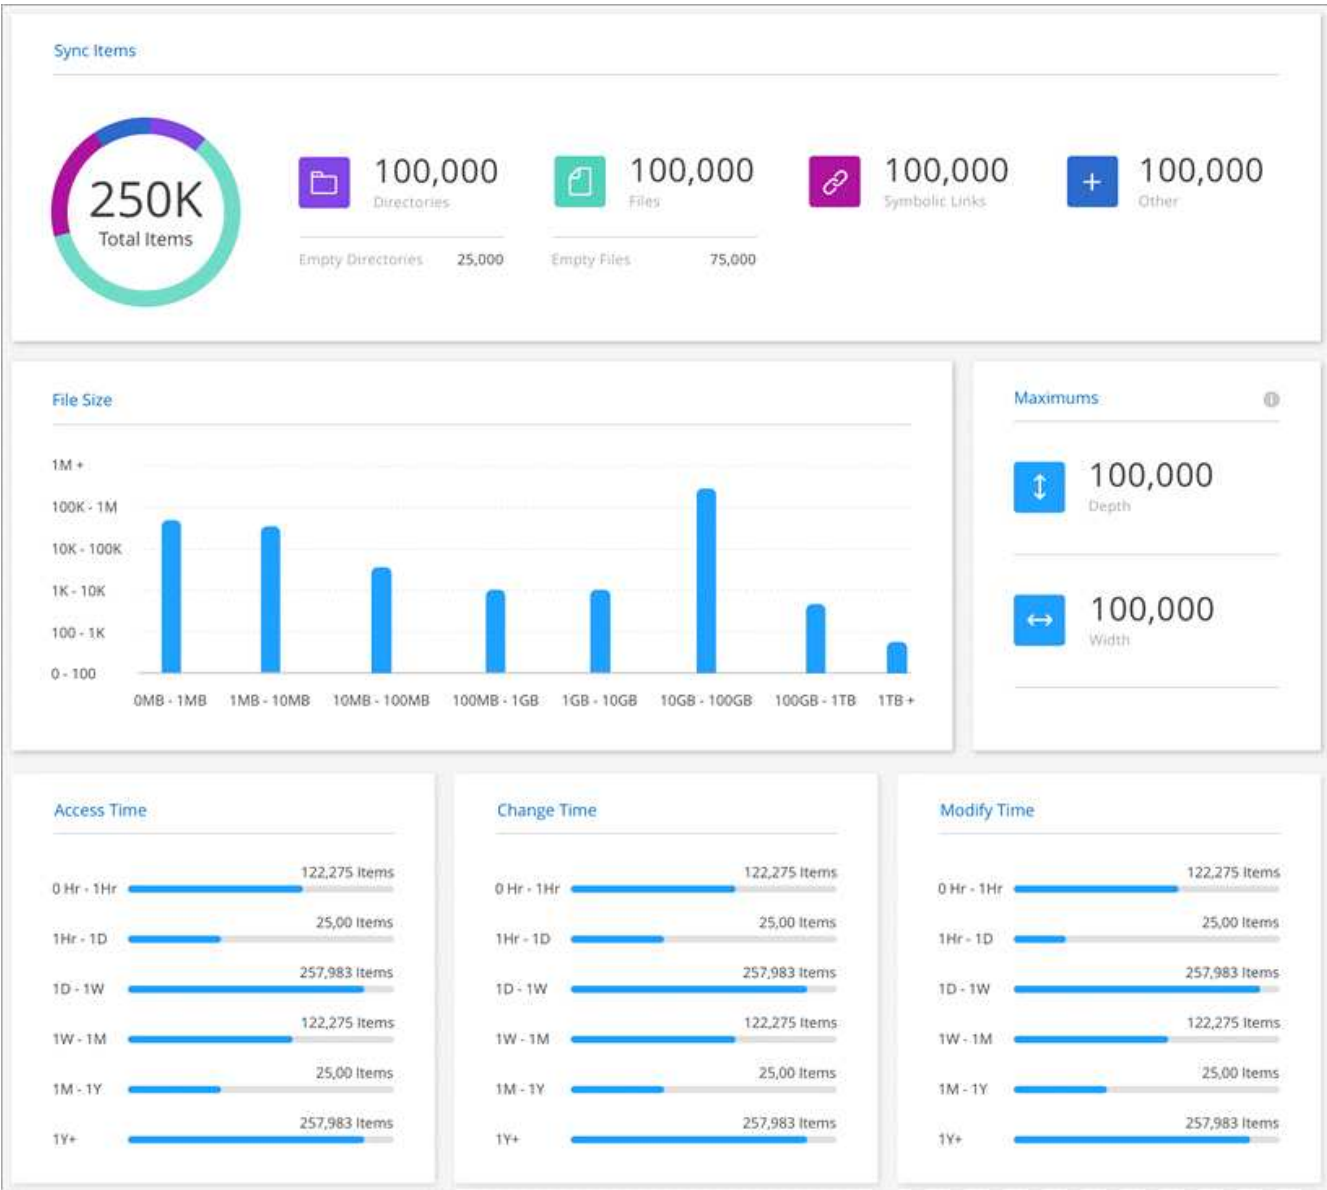 Sync Items
250K
Total Items
100,000
Directories
Empty Directories 25,000
100,000
Files
Empty Files 75,000
100,000
Symbolic Links
100,000
Other
File Size
1M +
100K - 1M
10K - 100K
1K - 10K
100 - 1K
0 - 100
0MB - 1MB 1MB - 10MB 10MB - 100MB 100MB - 1GB 1GB - 10GB 10GB - 100GB 100GB - 1TB 1TB +
Maximums
100,000
Depth
100,000
Width
Access Time
122,275 Items
0 Hr - 1Hr
25,00 Items
1Hr - 1D
257,983 Items
1D - 1W
122,275 Items
1W - 1M
25,00 Items
1M - 1Y
257,983 Items
1Y+
Change Time
122,275 Items
0 Hr - 1Hr
25,00 Items
1Hr - 1D
257,983 Items
1D - 1W
122,275 Items
1W - 1M
25,00 Items
1M - 1Y
257,983 Items
1Y+
Modify Time
122,275 Items
0 Hr - 1Hr
25,00 Items
1Hr - 1D
257,983 Items
1D - 1W
122,275 Items
1W - 1M
25,00 Items
1M - 1Y
257,983 Items
1Y+